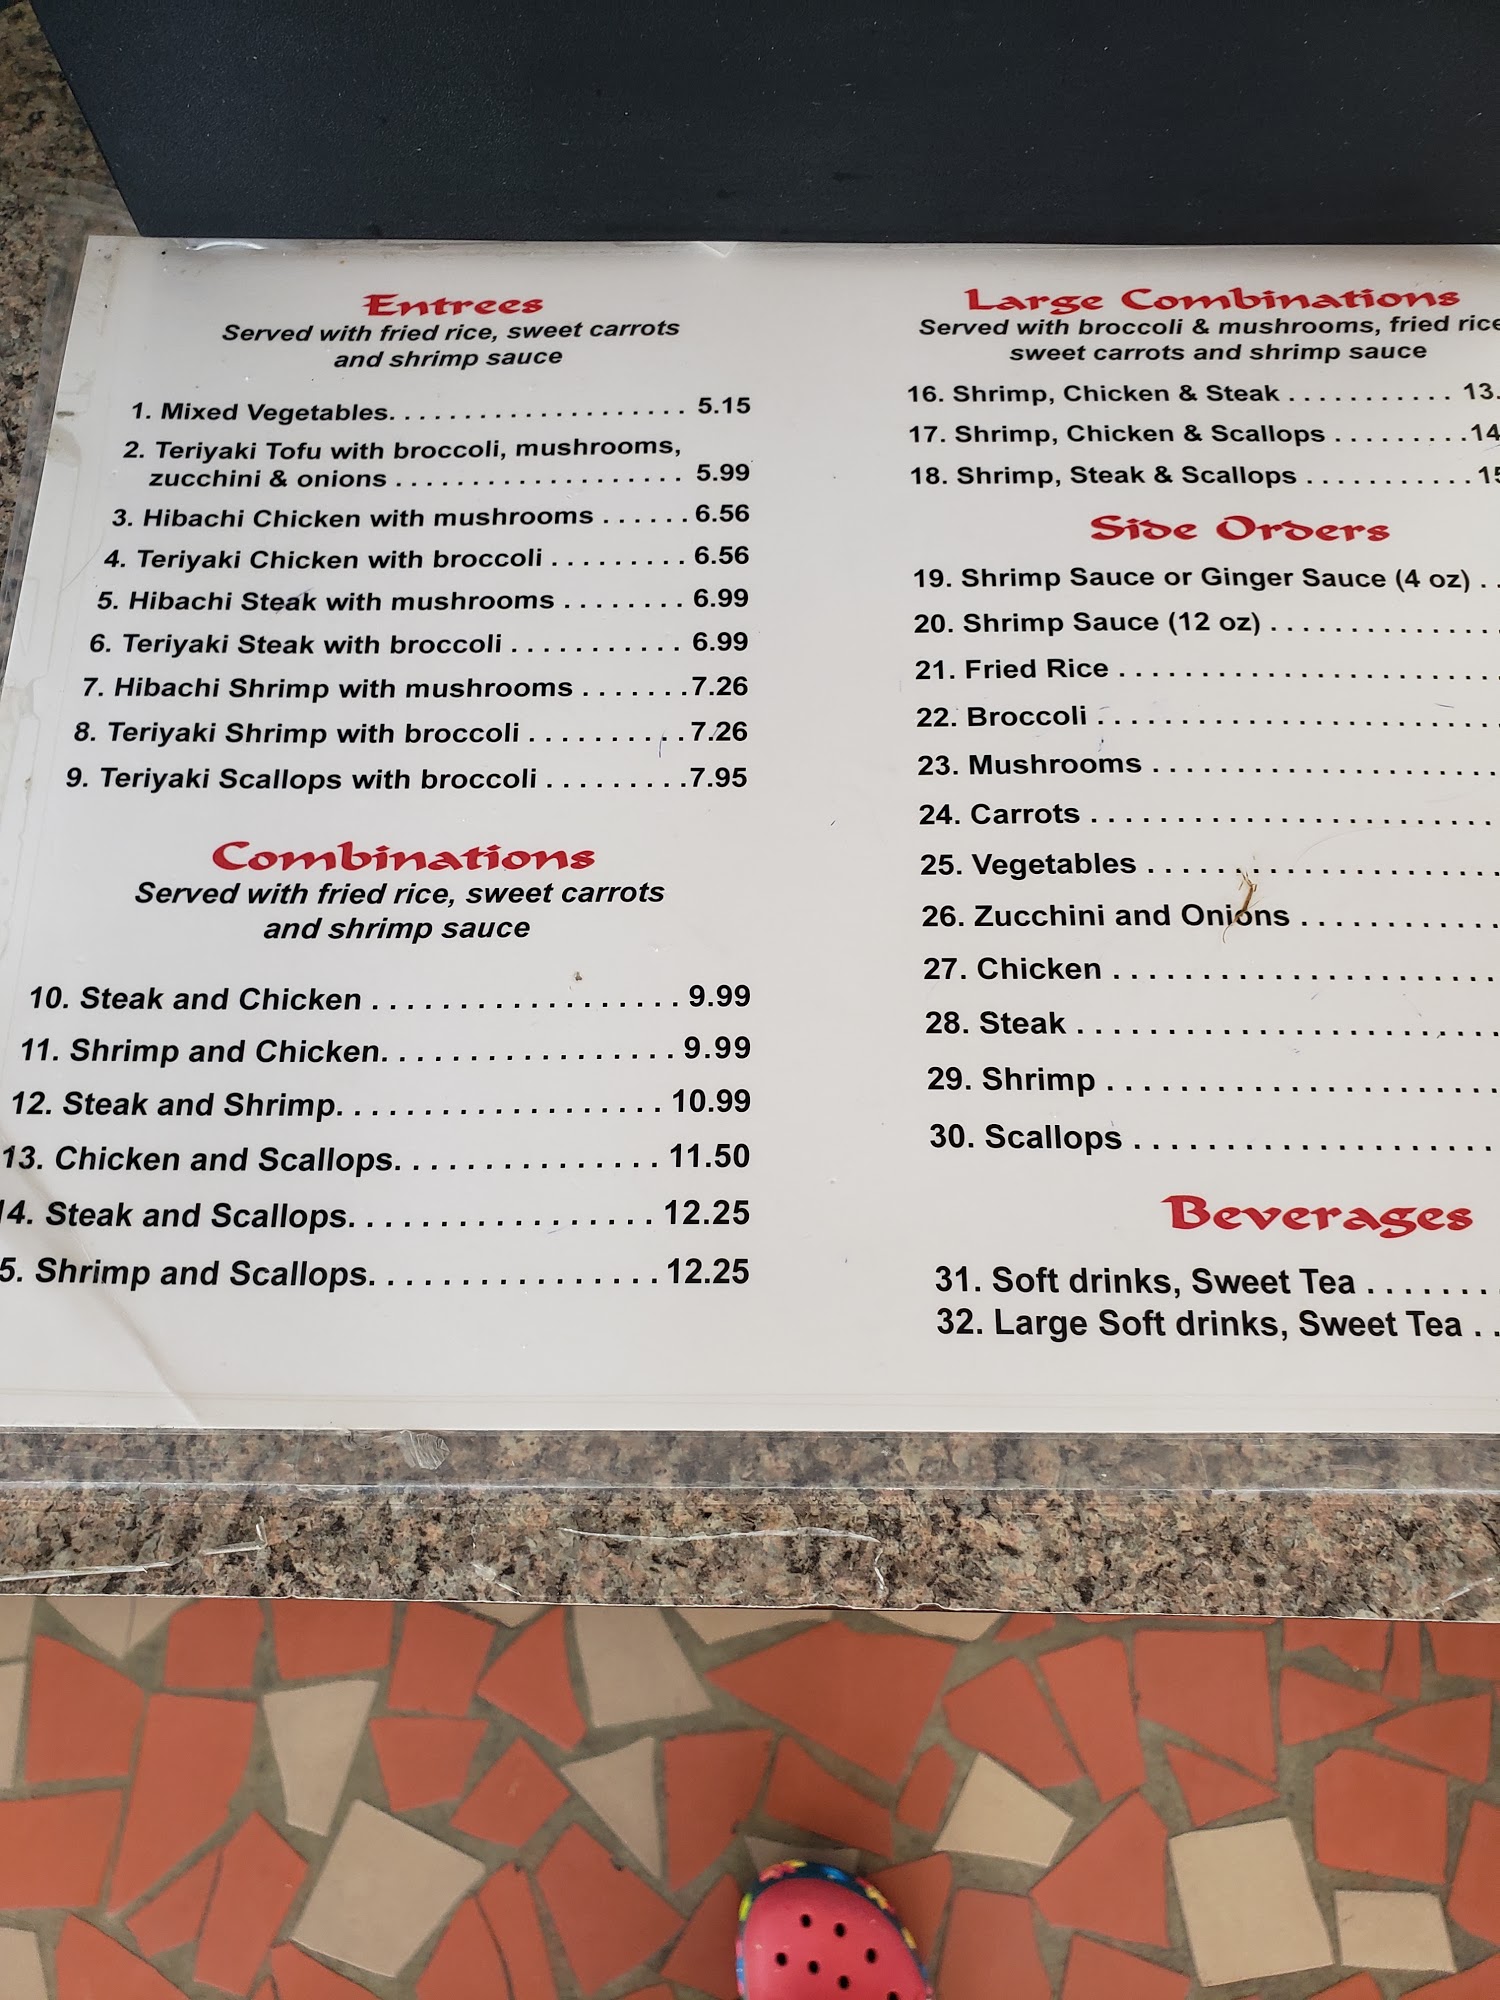 Entrees
Served with fried rice, sweet carrots
and shrimp sauce
1. Mixed Vegetables. . . . . . . . . . . . . . . . . . . . 5.15
2. Teriyaki Tofu with broccoli, mushrooms,
zucchini & onions . . . . . . . . . . . . . . . . . . . 5.99
3. Hibachi Chicken with mushrooms . . . . . . 6.56
4. Teriyaki Chicken with broccoli . . . . . . . . . 6.56
5. Hibachi Steak with mushrooms . . . . . . . . 6.99
6. Teriyaki Steak with broccoli . . . . . . . . . . . 6.99
7. Hibachi Shrimp with mushrooms . . . . . . .7.26
8. Teriyaki Shrimp with broccoli . . . . . . . . . .7.26
9. Teriyaki Scallops with broccoli . . . . . . . . .7.95
Combinations
Served with fried rice, sweet carrots
and shrimp sauce
10. Steak and Chicken . . . . . . . . . . . . . . . . . . 9.99
11. Shrimp and Chicken. . . . . . . . . . . . . . . . . 9.99
12. Steak and Shrimp. . . . . . . . . . . . . . . . . . . 10.99
13. Chicken and Scallops. . . . . . . . . . . . . . . 11.50
14. Steak and Scallops. . . . . . . . . . . . . . . . . 12.25
5. Shrimp and Scallops. . . . . . . . . . . . . . . . 12.25
Large Combinations
Served with broccoli & mushrooms, fried rice
sweet carrots and shrimp sauce
16. Shrimp, Chicken & Steak . . . . . . . . . . . 13.
17. Shrimp, Chicken & Scallops . . . . . . . . .14
18. Shrimp, Steak & Scallops . . . . . . . . . . . 15
Side Orders
19. Shrimp Sauce or Ginger Sauce (4 oz) . .
20. Shrimp Sauce (12 oz) . . . . . . . . . . . . . .
21. Fried Rice . . . . . . . . . . . . . . . . . . . . . . .
22. Broccoli . . . . . . . . . . . . . . . . . . . . . . . .
23. Mushrooms . . . . . . . . . . . . . . . . . . . . .
24. Carrots . . . . . . . . . . . . . . . . . . . . . . . .
25. Vegetables . . . . . . . . . . . . . . . . . . . . .
26. Zucchini and Onions . . . . . . . . . . . .
27. Chicken . . . . . . . . . . . . . . . . . . . . . .
28. Steak . . . . . . . . . . . . . . . . . . . . . . . .
29. Shrimp . . . . . . . . . . . . . . . . . . . . . .
30. Scallops . . . . . . . . . . . . . . . . . . . .
Beverages
31. Soft drinks, Sweet Tea . . . . . . .
32. Large Soft drinks, Sweet Tea . .